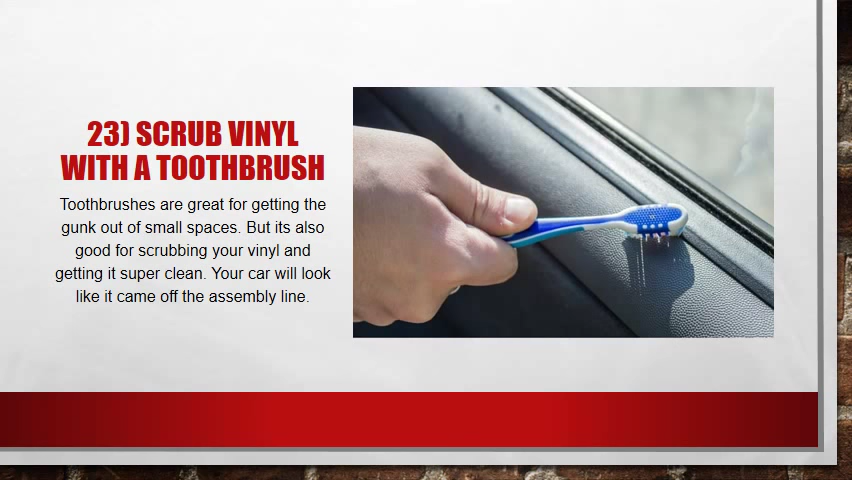 23) SCRUB VINYL
WITH A TOOTHBRUSH
Toothbrushes are great for getting the
gunk out of small spaces. But its also
good for scrubbing your vinyl and
getting it super clean. Your car will look
like it came off the assembly line.